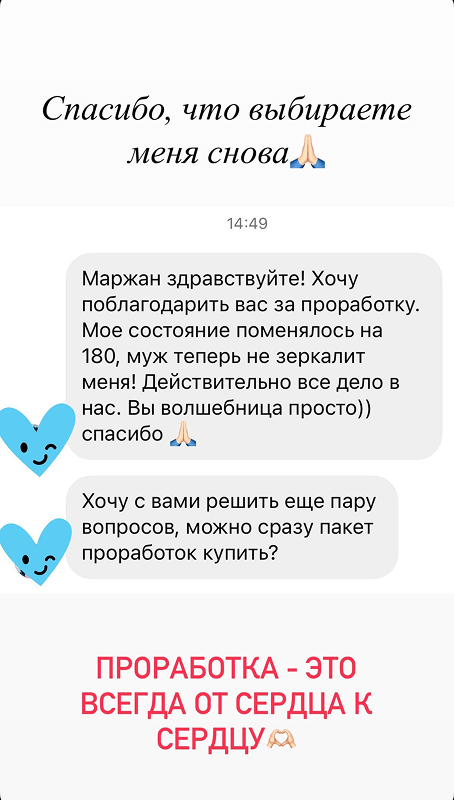 Спасибо, что выбираете
меня снова🙏🏻
14:49
Маржан здравствуйте! Хочу
поблагодарить вас за проработку.
Мое состояние поменялось на
180, муж теперь не зеркалит
меня! Действительно все дело в
нас. Вы волшебница просто))
спасибо 🙏🏻
Хочу с вами решить еще пару
вопросов, можно сразу пакет
проработок купить?
ПРОРАБОТКА - ЭТО
ВСЕГДА ОТ СЕРДЦА К
СЕРДЦУ🫶🏻